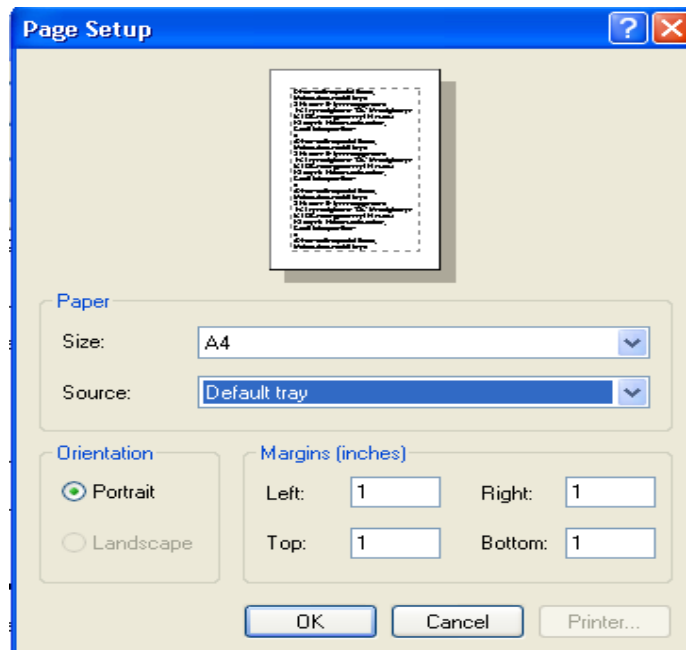 Page Setup
Paper
Size: A4
Source: Default tray
Orientation
Portrait
Landscape
Margins (inches)
Left: 1 Right: 1
Top: 1 Bottom: 1
OK Cancel Printer...